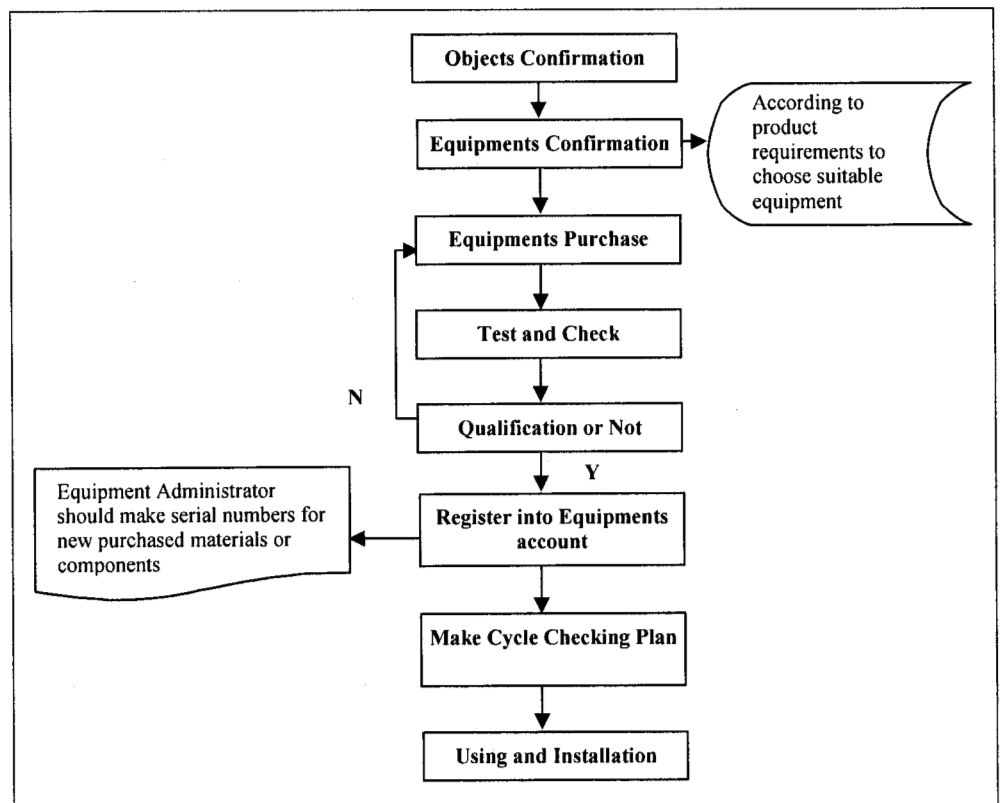 Objects Confirmation
Equipments Confirmation
According to
product
requirements to
choose suitable
equipment
Equipments Purchase
Test and Check
N
Qualification or Not
Y
Equipment Administrator
should make serial numbers for
new purchased materials or
components
Register into Equipments
account
Make Cycle Checking Plan
Using and Installation